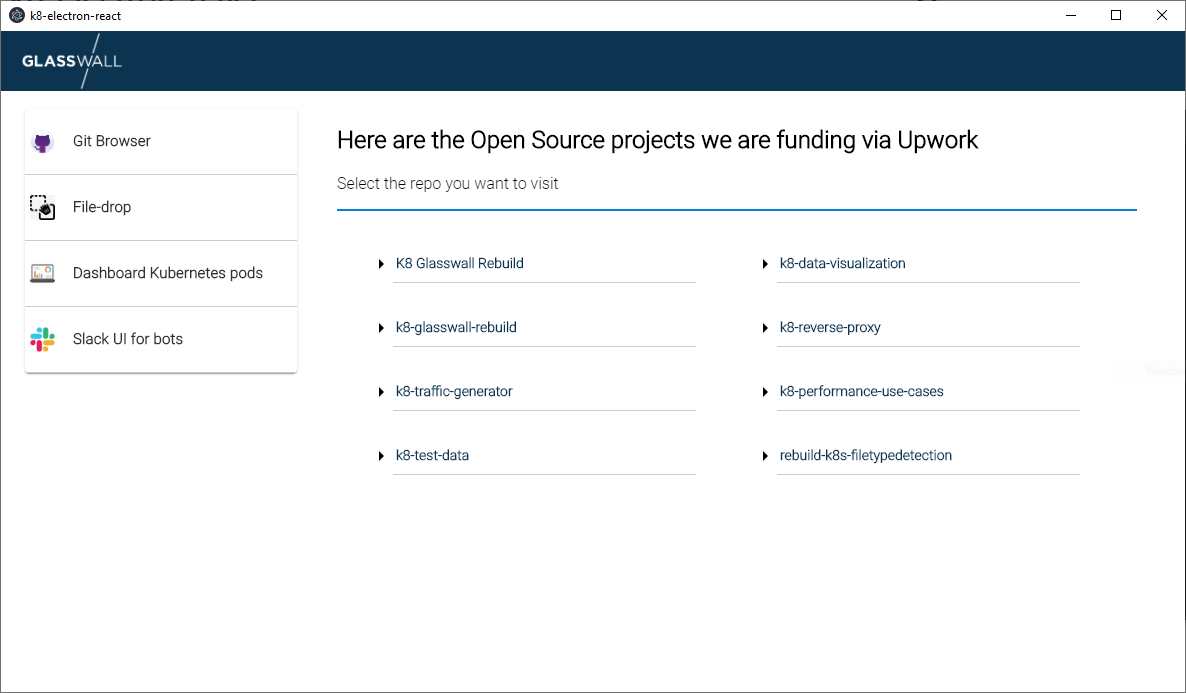 k8-electron-react
GLASSWALL
Git Browser
File-drop
Dashboard Kubernetes pods
Slack UI for bots
Here are the Open Source projects we are funding via Upwork
Select the repo you want to visit
K8 Glasswall Rebuild
k8-data-visualization
k8-glasswall-rebuild
k8-reverse-proxy
k8-traffic-generator
k8-performance-use-cases
k8-test-data
rebuild-k8s-filetypedetection